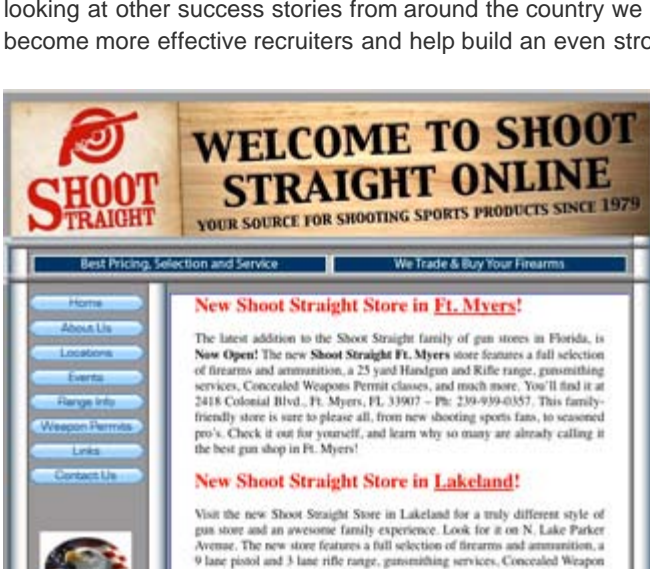 looking at other success stories from around the country we
become more effective recruiters and help build an even stro
SHOOT
STRAIGHT
WELCOME TO SHOOT
STRAIGHT ONLINE
YOUR SOURCE FOR SHOOTING SPORTS PRODUCTS SINCE 1979
Best Pricing, Selection and Service
We Trade & Buy Your Firearms
Home
About Us
Locations
Events
Range Info
Weapon Permits
Links
Contact Us
New Shoot Straight Store in Ft. Myers!
The latest addition to the Shoot Straight family of gun stores in Florida, is
Now Open! The new Shoot Straight Ft. Myers store features a full selection
of firearms and ammunition, a 25 yard Handgun and Rifle range, gunsmithing
services, Concealed Weapons Permit classes, and much more. You'll find it at
2418 Colonial Blvd., Ft. Myers, FL 33907 – Ph: 239-939-0357. This family-
friendly store is sure to please all, from new shooting sports fans, to seasoned
pro's. Check it out for yourself, and learn why so many are already calling it
the best gun shop in Ft. Myers!
New Shoot Straight Store in Lakeland!
Visit the new Shoot Straight Store in Lakeland for a truly different style of
gun store and an awesome family experience. Look for it on N. Lake Parker
Avenue. The new store features a full selection of firearms and ammunition, a
9 lane pistol and 3 lane rifle range, gunsmithing services, Concealed Weapon